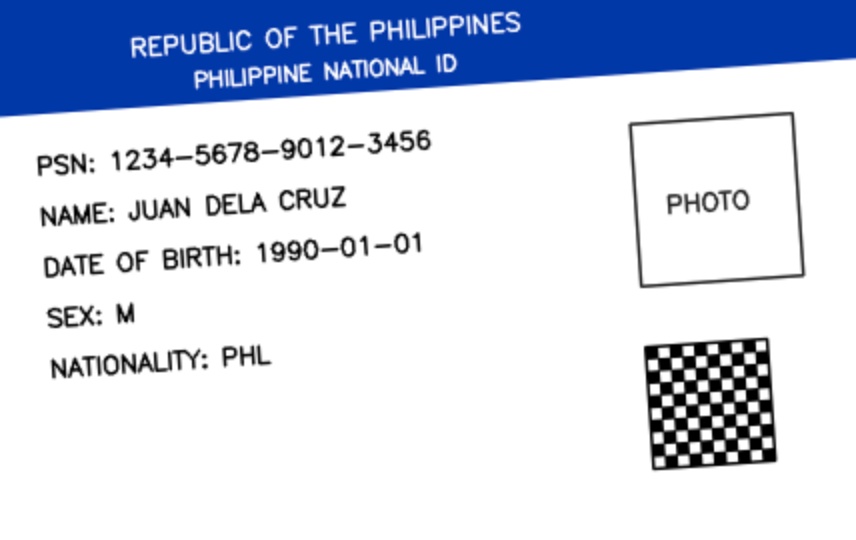 REPUBLIC OF THE PHILIPPINES
PHILIPPINE NATIONAL ID
PSN: 1234-5678-9012-3456
NAME: JUAN DELA CRUZ
DATE OF BIRTH: 1990-01-01
SEX: M
NATIONALITY: PHL
PHOTO